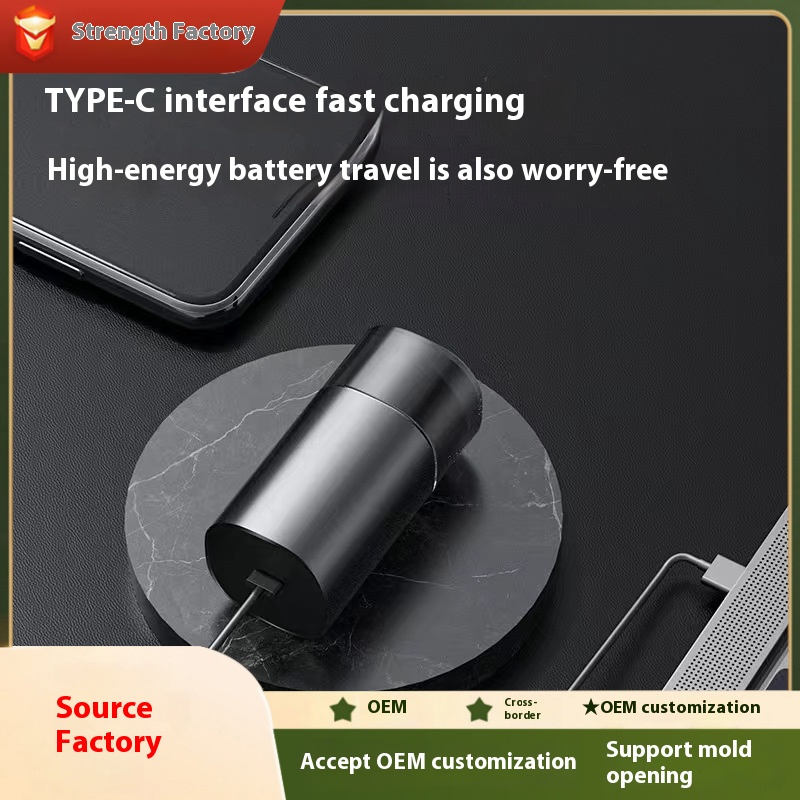 Strength Factory
TYPE-C interface fast charging
High-energy battery travel is also worry-free
Source
Factory
OEM
Cross-
border
★OEM customization
Accept OEM customization
Support mold
opening